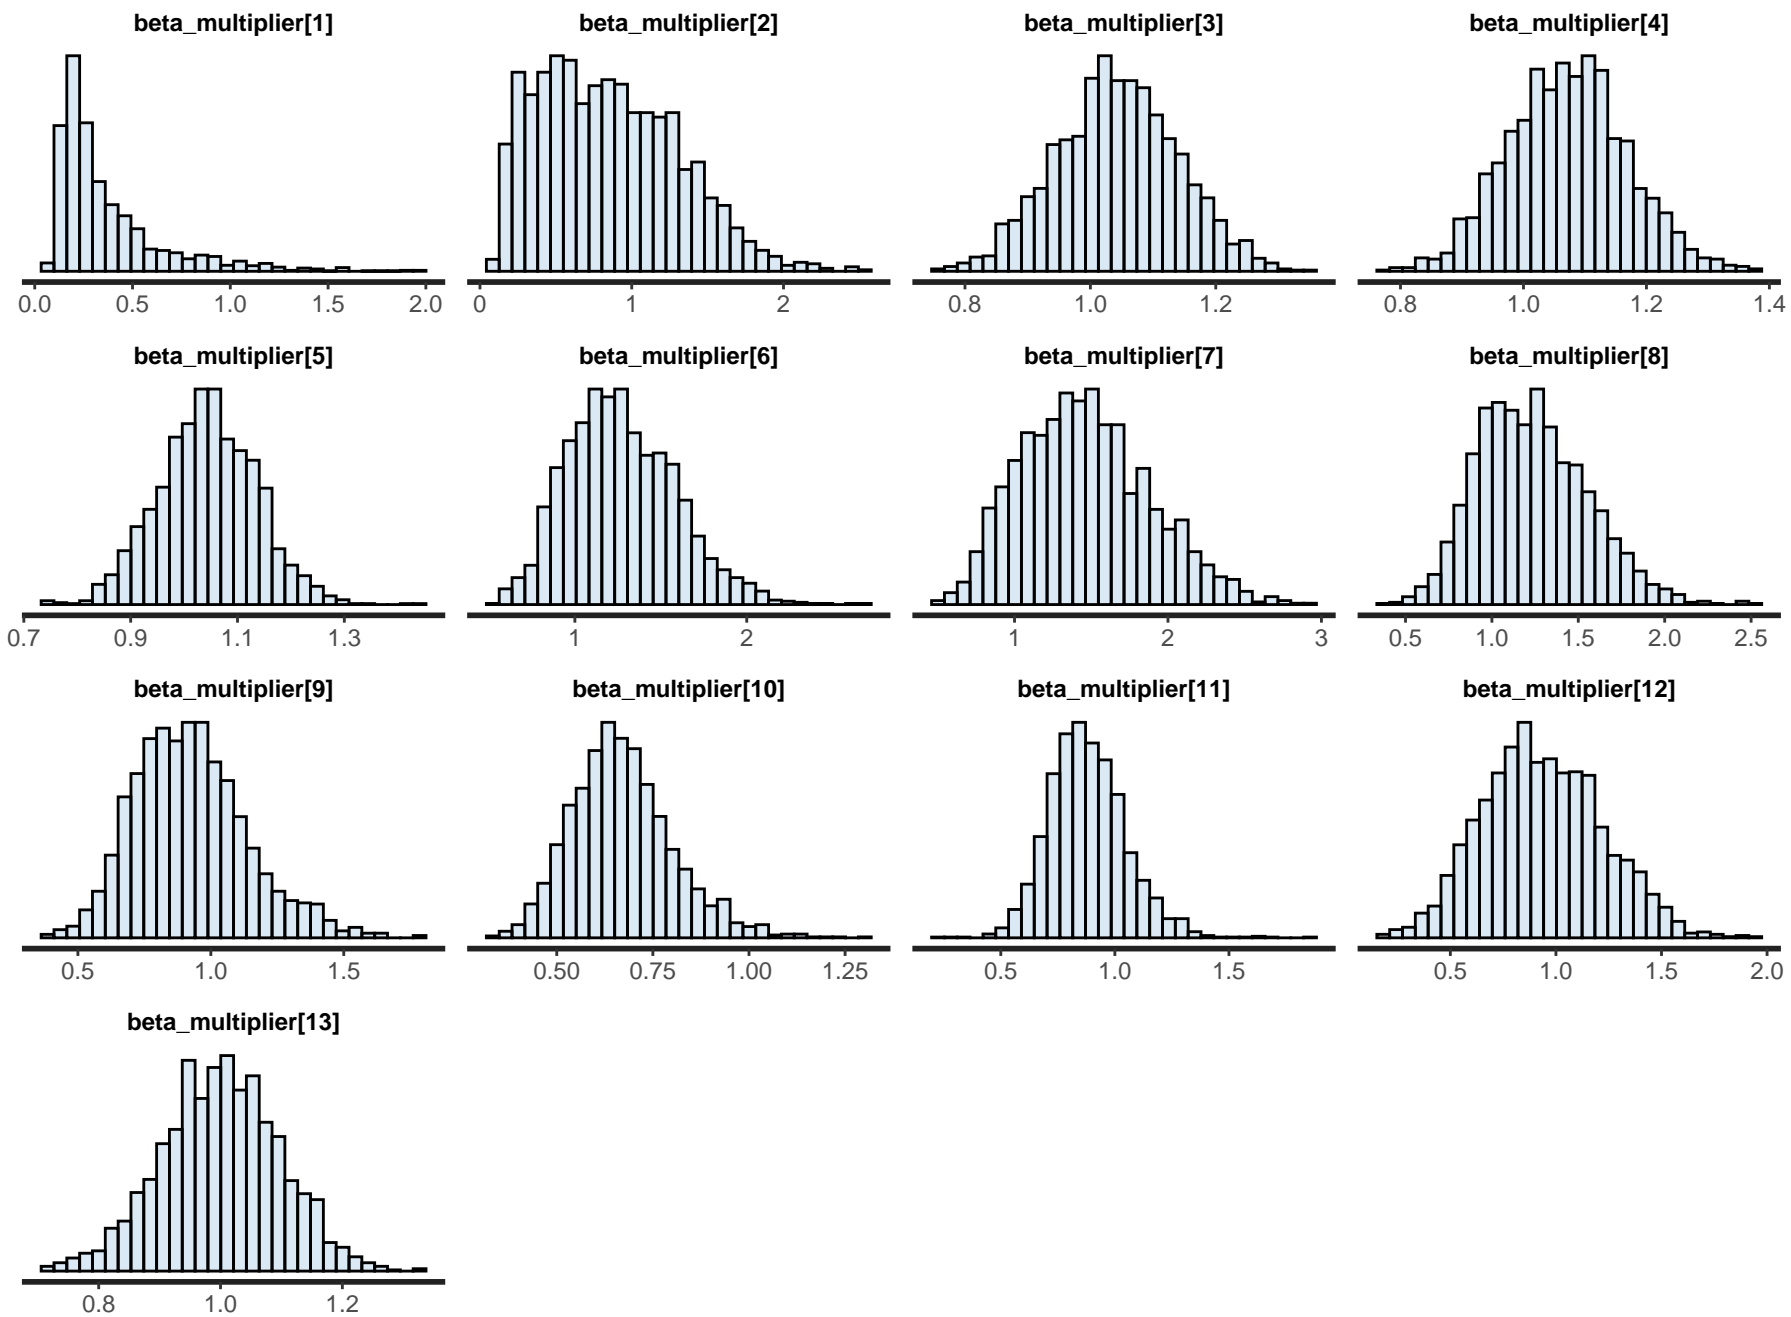 beta_multiplier[1] beta_multiplier[2] beta_multiplier[3] beta_multiplier[4]
0.0 0.5 1.0 1.5 2.0 0 1 2 0.8 1.0 1.2 0.8 1.0 1.2 1.4
beta_multiplier[5] beta_multiplier[6] beta_multiplier[7] beta_multiplier[8]
0.7 0.9 1.1 1.3 1 2 1 2 3 0.5 1.0 1.5 2.0 2.5
beta_multiplier[9] beta_multiplier[10] beta_multiplier[11] beta_multiplier[12]
0.5 1.0 1.5 0.50 0.75 1.00 1.25 0.5 1.0 1.5 0.5 1.0 1.5 2.0
beta_multiplier[13]
0.8 1.0 1.2